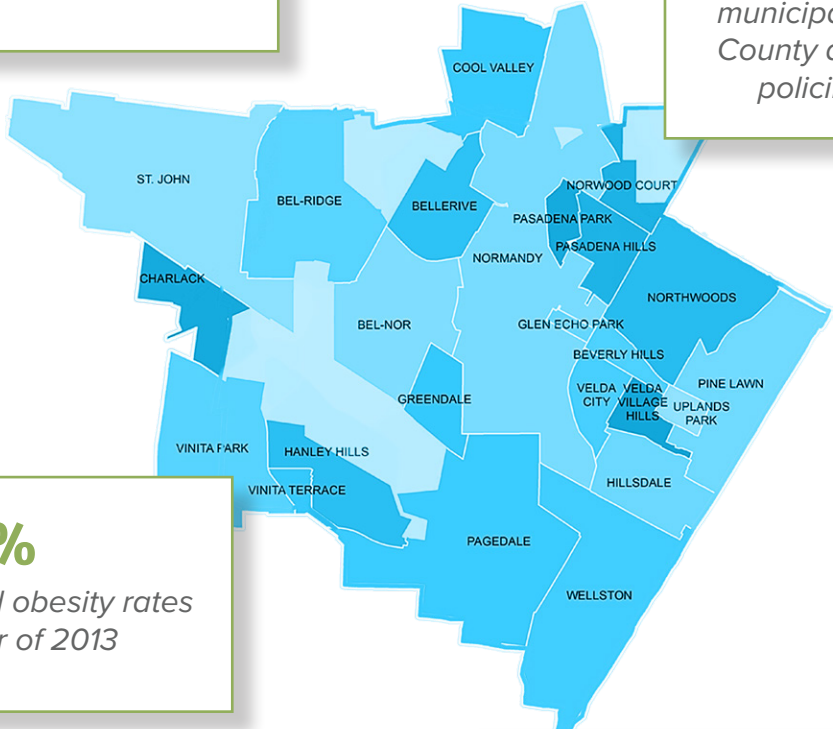 municipa
County a
policin
COOL VALLEY
ST. JOHN
BEL-RIDGE
BELLERIVE
NORWOOD COURT
PASADENA PARK
PASADENA HILLS
NORMANDY
CHARLACK
NORTHWOODS
BEL-NOR
GLEN ECHO PARK
BEVERLY HILLS
PINE LAWN
VELDA
CITY
VELDA
VILLAGE
HILLS
UPLANDS
PARK
GREENDALE
VINITA PARK
HANLEY HILLS
HILLSDALE
VINITA TERRACE
PAGEDALE
WELLSTON
%
obesity rates
of 2013